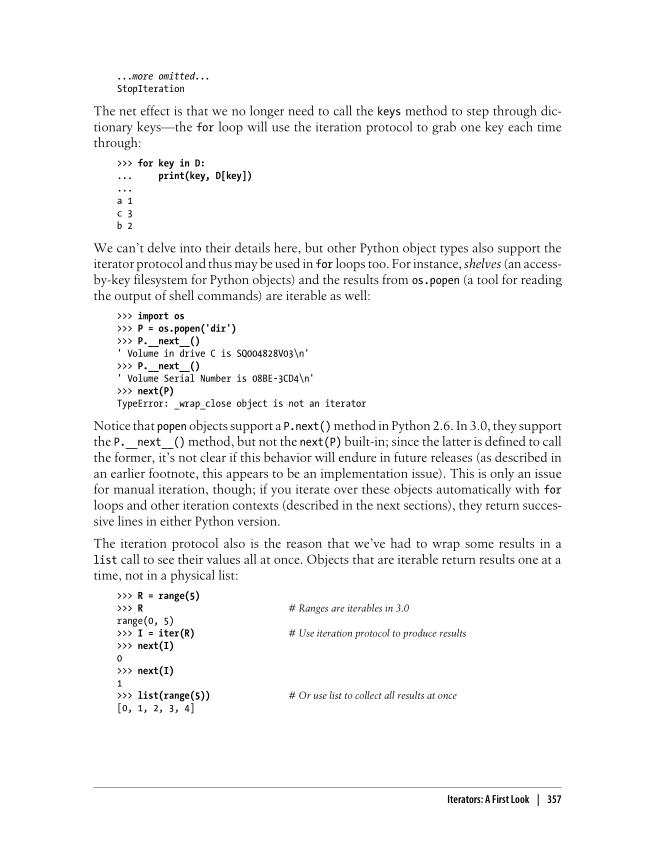 ...more omitted...
StopIteration
The net effect is that we no longer need to call the keys method to step through dic-
tionary keys—the for loop will use the iteration protocol to grab one key each time
through:
>>> for key in D:
...     print(key, D[key])
...
a 1
c 3
b 2
We can't delve into their details here, but other Python object types also support the
iterator protocol and thus may be used in for loops too. For instance, shelves (an access-
by-key filesystem for Python objects) and the results from os.popen (a tool for reading
the output of shell commands) are iterable as well:
>>> import os
>>> P = os.popen('dir')
>>> P.__next__()
' Volume in drive C is SQ004828V03\n'
>>> P.__next__()
' Volume Serial Number is 08BE-3CD4\n'
>>> next(P)
TypeError: _wrap_close object is not an iterator
Notice that popen objects support a P.next() method in Python 2.6. In 3.0, they support
the P.__next__() method, but not the next(P) built-in; since the latter is defined to call
the former, it's not clear if this behavior will endure in future releases (as described in
an earlier footnote, this appears to be an implementation issue). This is only an issue
for manual iteration, though; if you iterate over these objects automatically with for
loops and other iteration contexts (described in the next sections), they return succes-
sive lines in either Python version.
The iteration protocol also is the reason that we've had to wrap some results in a
list call to see their values all at once. Objects that are iterable return results one at a
time, not in a physical list:
>>> R = range(5)
>>> R # Ranges are iterables in 3.0
range(0, 5)
>>> I = iter(R) # Use iteration protocol to produce results
>>> next(I)
0
>>> next(I)
1
>>> list(range(5)) # Or use list to collect all results at once
[0, 1, 2, 3, 4]
Iterators: A First Look | 357